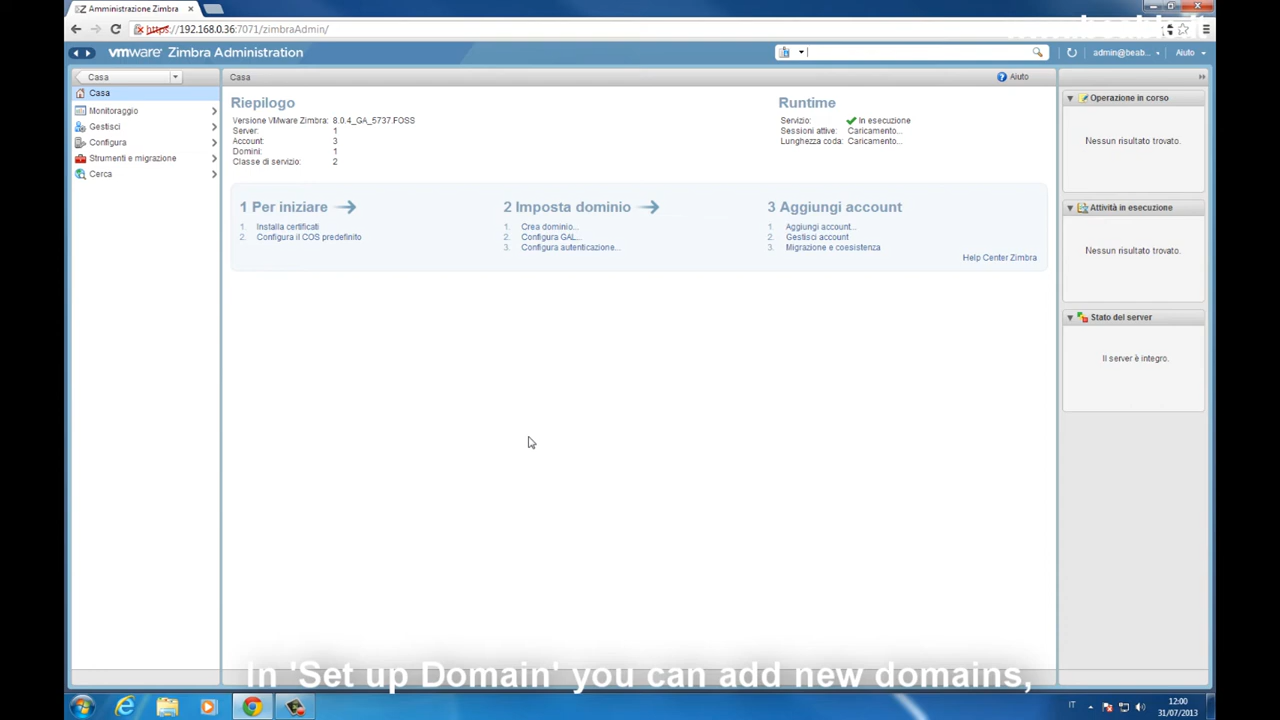 Amministrazione Zimbra
https://192.168.0.36:7071/zimbraAdmin/
vmware Zimbra Administration
admin@beab...
Aiuto
Casa
Casa
Aiuto
Casa
Monitoraggio
Gestisci
Configura
Strumenti e migrazione
Cerca
Riepilogo
Versione VMware Zimbra: 8.0.4_GA_5737.FOSS
Server: 1
Account: 3
Domini: 1
Classe di servizio: 2
Runtime
Servizio: In esecuzione
Sessioni attive: Caricamento...
Lunghezza coda: Caricamento...
1 Per iniziare
1. Installa certificati
2. Configura il COS predefinito
2 Imposta dominio
1. Crea dominio...
2. Configura GAL...
3. Configura autenticazione...
3 Aggiungi account
1. Aggiungi account...
2. Gestisci account
3. Migrazione e coesistenza
Help Center Zimbra
Operazione in corso
Nessun risultato trovato.
Attività in esecuzione
Nessun risultato trovato.
Stato del server
Il server è integro.
In 'Set up Domain' you can add new domains,
IT
12:00
31/07/2013